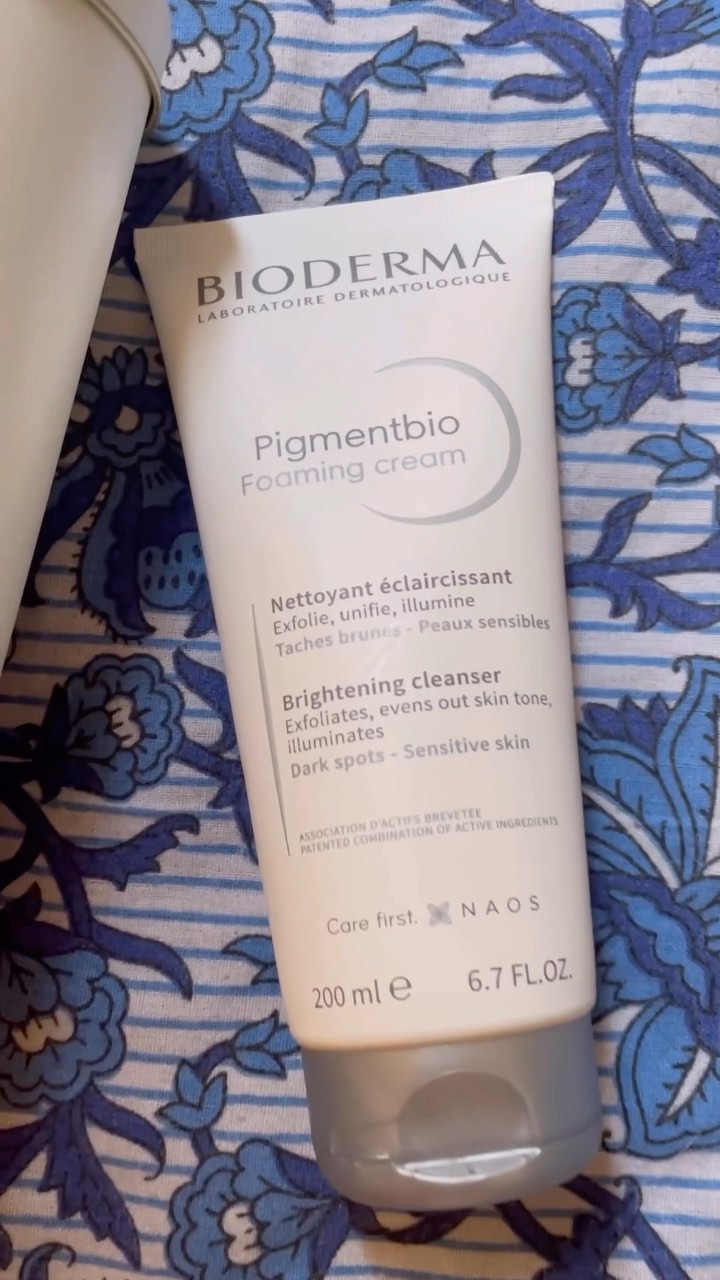 BIODERMA
LABORATOIRE DERMATOLOGIQUE
Pigmentbio
Foaming cream
Nettoyant éclaircissant
Exfolie, unifie, illumine
Taches brunes - Peaux sensibles
Brightening cleanser
Exfoliates, evens out skin tone,
illuminates
Dark spots - Sensitive skin
ASSOCIATION D'ACTIFS BREVETÉE
PATENTED COMBINATION OF ACTIVE INGREDIENTS
Care first. NAOS
200 ml e 6.7 FL.OZ.